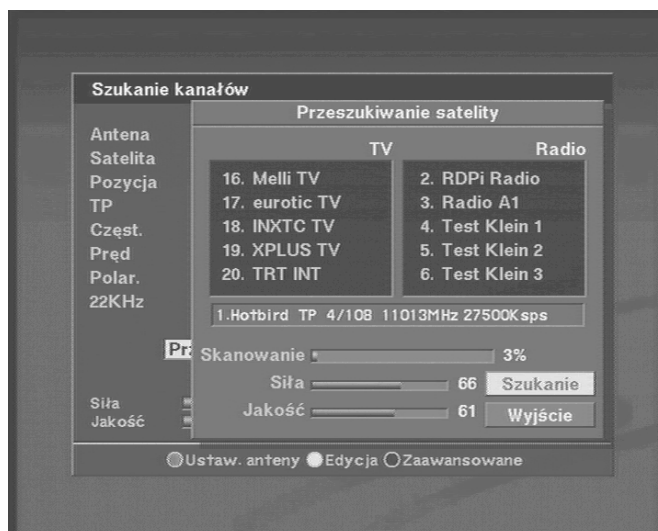 Szukanie kanałów
Przeszukiwanie satelity
Antena
Satelita
Pozycja
TP
Częst.
Pręd
Polar.
22KHz
TV
Radio
16. Melli TV
17. eurotic TV
18. INXTC TV
19. XPLUS TV
20. TRT INT
2. RDPi Radio
3. Radio A1
4. Test Klein 1
5. Test Klein 2
6. Test Klein 3
1.Hotbird TP 4/108 11013MHz 27500Ksps
Skanowanie 3%
Siła 66 Szukanie
Jakość 61 Wyjście
Siła
Jakość
Ustaw. anteny Edycja Zaawansowane